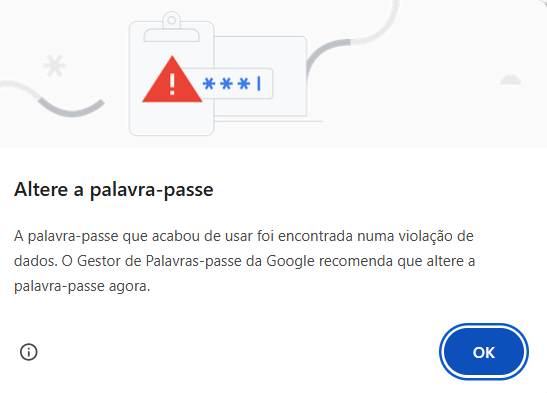 ***|
Altere a palavra-passe
A palavra-passe que acabou de usar foi encontrada numa violação de
dados. O Gestor de Palavras-passe da Google recomenda que altere a
palavra-passe agora.
OK